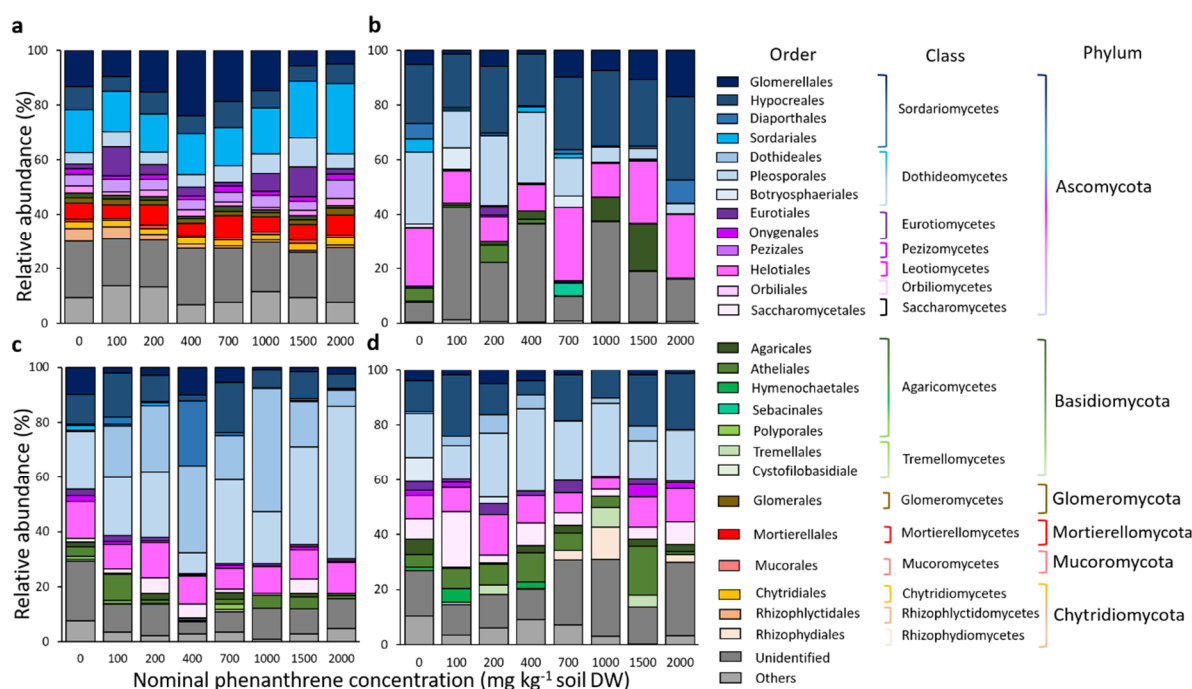 a
b
Relative abundance (%)
100
80
60
40
20
0
0 100 200 400 700 1000 1500 2000
100
80
60
40
20
0
0 100 200 400 700 1000 1500 2000
c
d
Relative abundance (%)
100
80
60
40
20
0
0 100 200 400 700 1000 1500 2000
100
80
60
40
20
0
0 100 200 400 700 1000 1500 2000
Nominal phenanthrene concentration (mg kg⁻¹ soil DW)
Order
Glomerellales
Hypocreales
Diaporthales
Sordariales
Dothideales
Pleosporales
Botryosphaeriales
Eurotiales
Onygenales
Pezizales
Helotiales
Orbiliales
Saccharomycetales
Agaricales
Atheliales
Hymenochaetales
Sebacinales
Polyporales
Tremellales
Cystofilobasidiale
Glomerales
Mortierellales
Mucorales
Chytridiales
Rhizophlyctidales
Rhizophydiales
Unidentified
Others
Class
Sordariomycetes
Dothideomycetes
Eurotiomycetes
Pezizomycetes
Leotiomycetes
Orbiliomycetes
Saccharomycetes
Agaricomycetes
Tremellomycetes
Glomeromycetes
Mortierellomycetes
Mucoromycetes
Chytridiomycetes
Rhizophlyctidomycetes
Rhizophydiomycetes
Phylum
Ascomycota
Basidiomycota
Glomeromycota
Mortierellomycota
Mucoromycota
Chytridiomycota